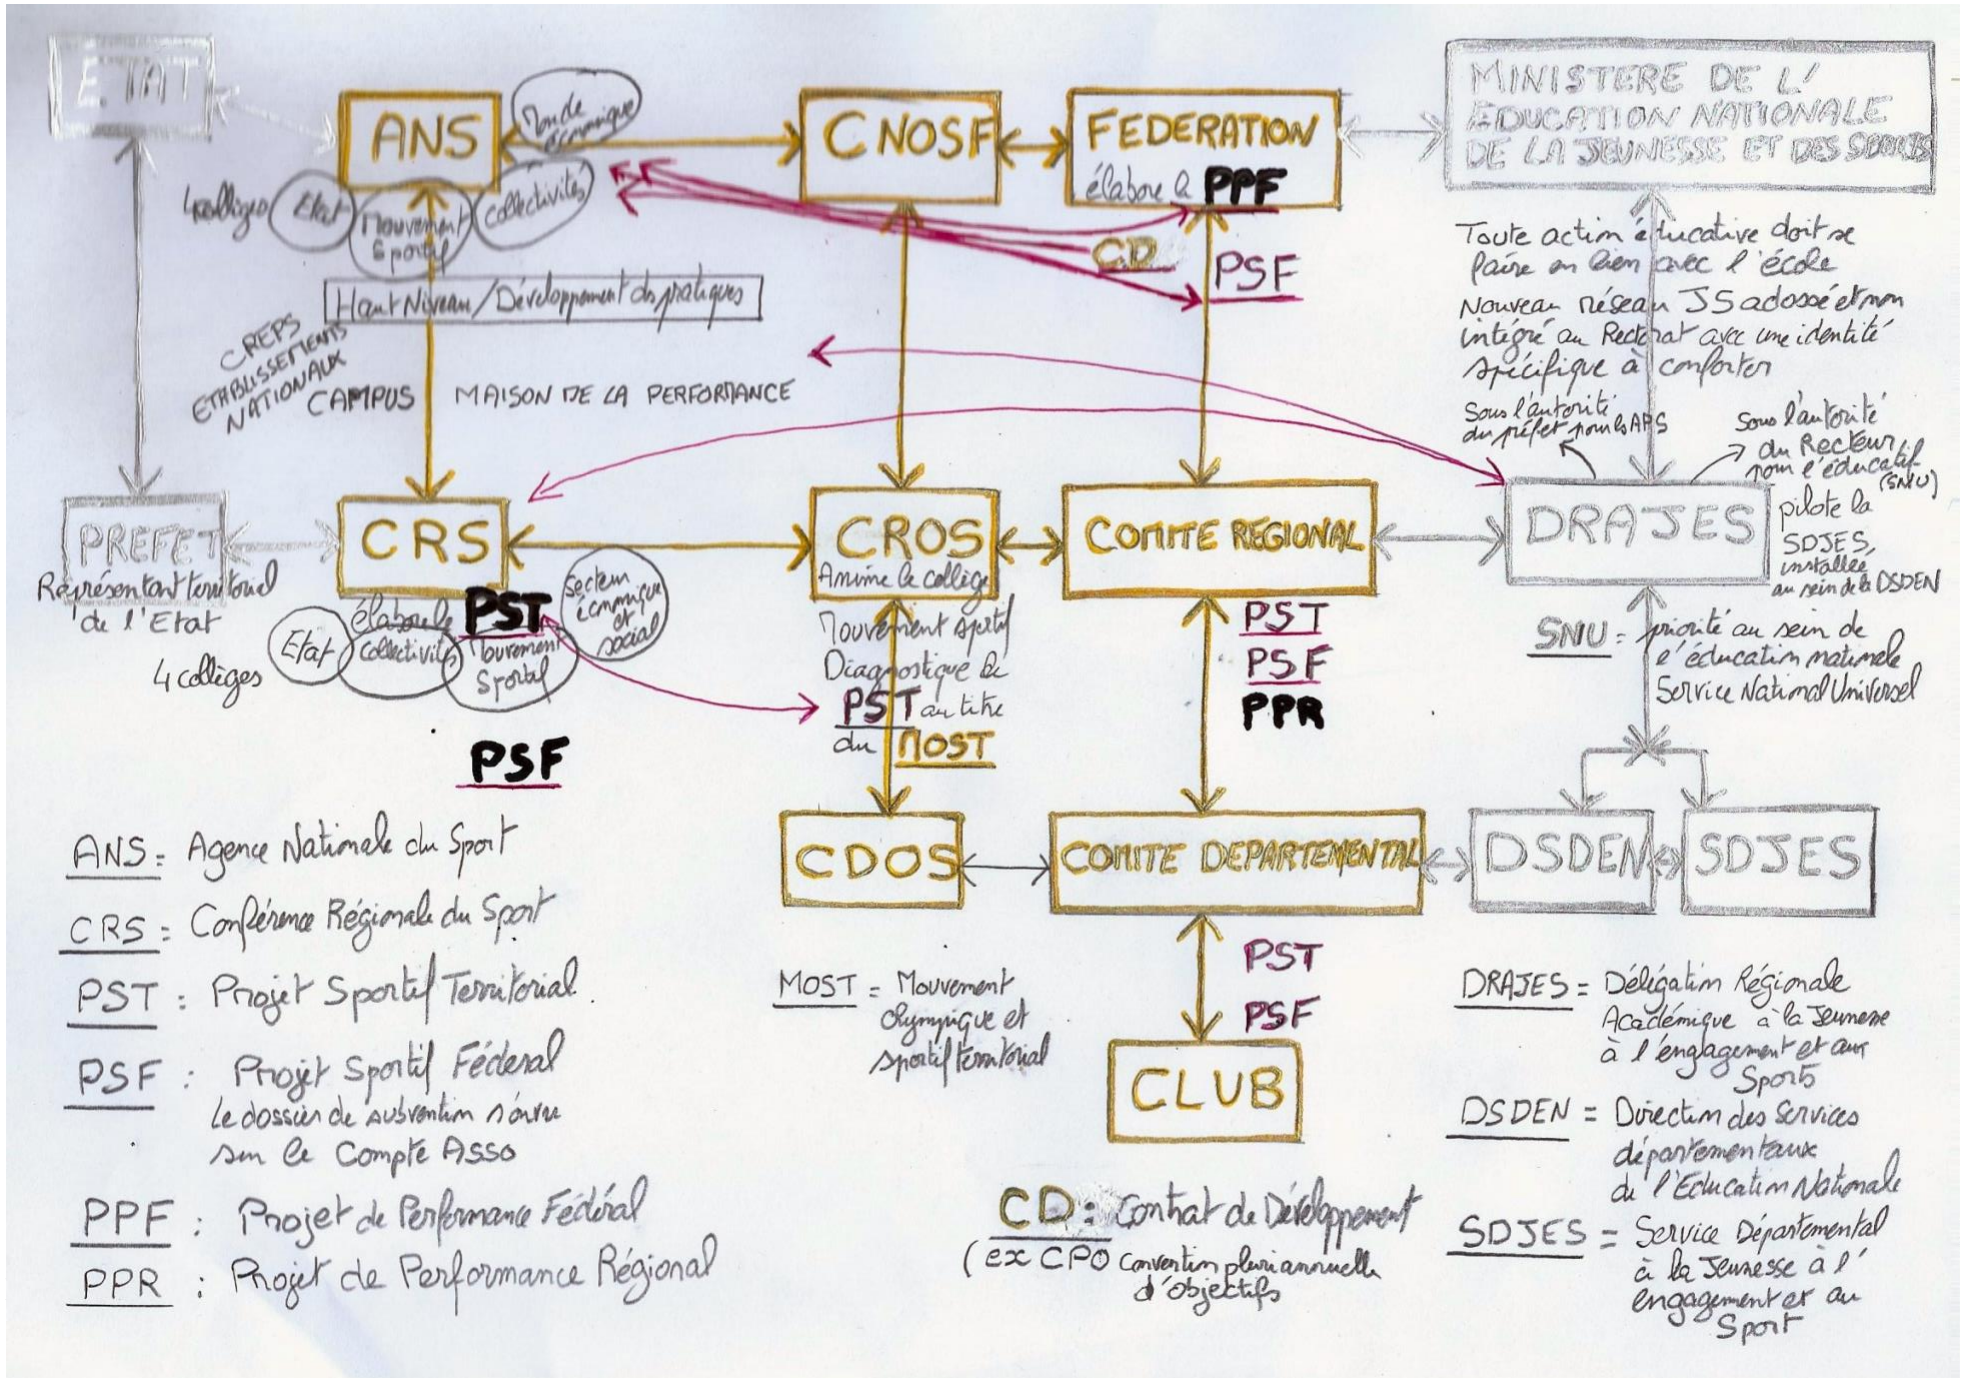 ETAT
ANS
Monde
économique
CNOSF
FEDERATION
élabore le PPF
MINISTERE DE L'
EDUCATION NATIONALE
DE LA JEUNESSE ET DES SPORTS
4 collèges
Etat
Mouvement
Sportif
Collectivités
CD
PSF
Haut Niveau/Développement des pratiques
CREPS
ETABLISSEMENTS
NATIONAUX
CAMPUS
MAISON DE LA PERFORMANCE
Toute action éducative doit se
faire en lien avec l'école
Nouveau réseau JS adossé et non
intégré au Rectorat avec une identité
spécifique à conforter
Sous l'autorité
du préfet pour les APS
Sous l'autorité
du Recteur
pour l'éducatif
(SNU)
PREFET
Représentant territorial
de l'Etat
CRS
élabore le PST
4 collèges
Etat
Collectivités
Mouvement
Sportif
Secteur
économique
et
social
PSF
CROS
Anime le collège
Mouvement sportif
Diagnostique le
PST au titre
du MOST
COMITE REGIONAL
PST
PSF
PPR
DRAJES
pilote la
SDJES,
installée
au sein de la DSDEN
SNU = priorité au sein de
l'éducation nationale
Service National Universel
CDOS
COMITE DEPARTEMENTAL
DSDEN
SDJES
PST
PSF
CLUB
ANS = Agence Nationale du Sport
CRS = Conférence Régionale du Sport
PST : Projet Sportif Territorial
PSF : Projet Sportif Féderal
Le dossier de subvention s'ouvre
sur le Compte Asso
PPF : Projet de Performance Fédéral
PPR : Projet de Performance Régional
MOST = Mouvement
Olympique et
sportif territorial
CD : Contrat de Développement
(ex CPO Convention pluriannuelle
d'objectifs
DRAJES = Délégation Régionale
Académique à la Jeunesse
à l'engagement et aux
Sports
DSDEN = Direction des Services
départementaux
de l'Education Nationale
SDJES = Service Départemental
à la Jeunesse à l'
engagement et au
Sport